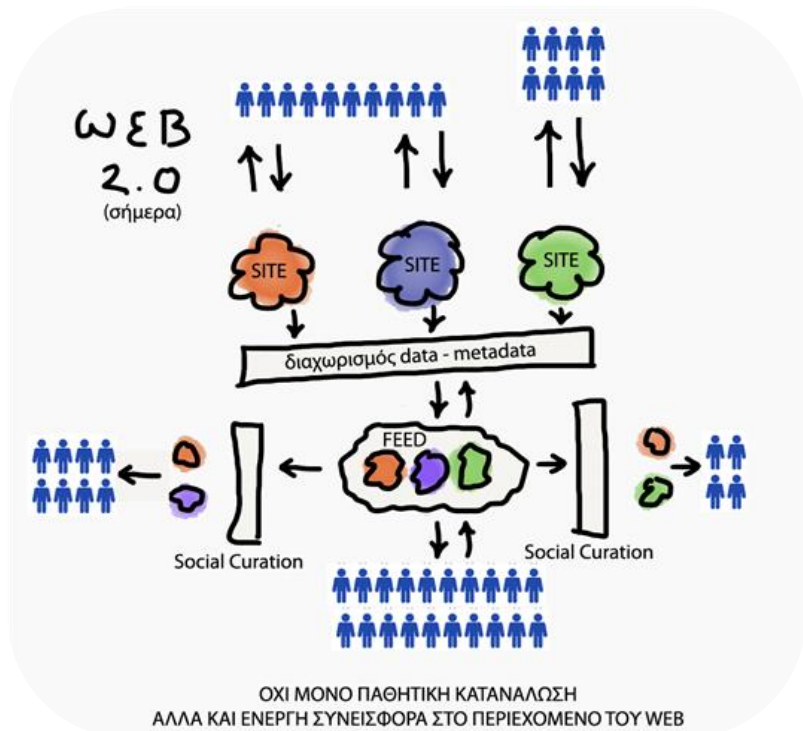 WEB
2.0
(σήμερα)
SITE
SITE
SITE
διαχωρισμός data - metadata
FEED
Social Curation
Social Curation
ΟΧΙ ΜΟΝΟ ΠΑΘΗΤΙΚΗ ΚΑΤΑΝΑΛΩΣΗ
ΑΛΛΑ ΚΑΙ ΕΝΕΡΓΗ ΣΥΝΕΙΣΦΟΡΑ ΣΤΟ ΠΕΡΙΕΧΟΜΕΝΟ ΤΟΥ WEB